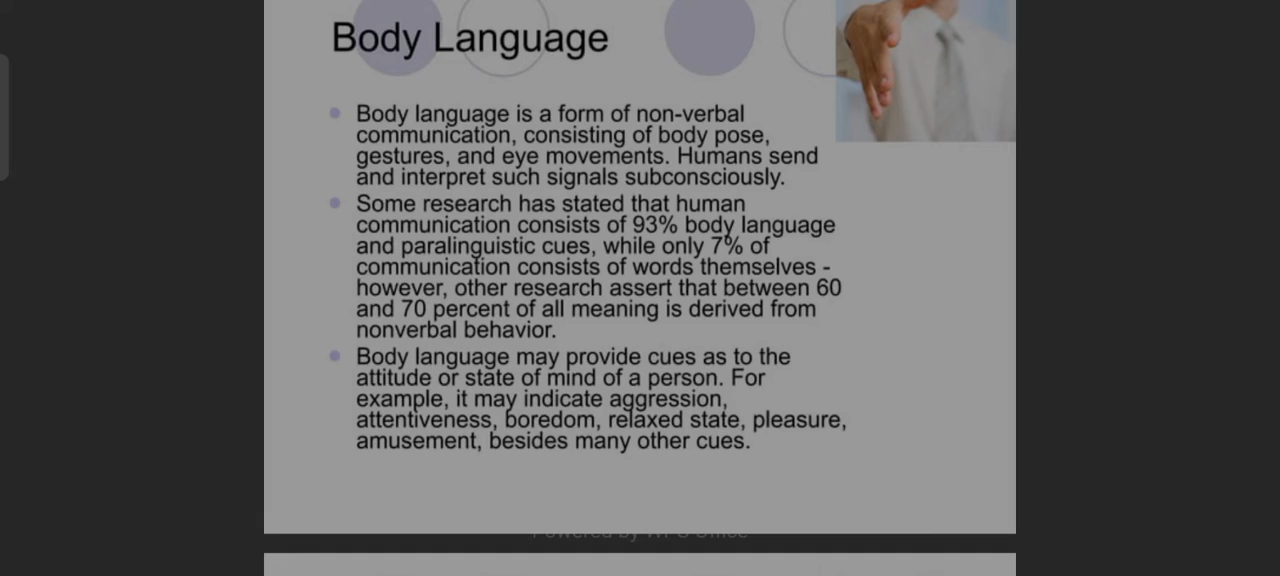 Body Language
Body language is a form of non-verbal
communication, consisting of body pose,
gestures, and eye movements. Humans send
and interpret such signals subconsciously.
Some research has stated that human
communication consists of 93% body language
and paralinguistic cues, while only 7% of
communication consists of words themselves -
however, other research assert that between 60
and 70 percent of all meaning is derived from
nonverbal behavior.
Body language may provide cues as to the
attitude or state of mind of a person. For
example, it may indicate aggression,
attentiveness, boredom, relaxed state, pleasure,
amusement, besides many other cues.
Powered by WPS Office